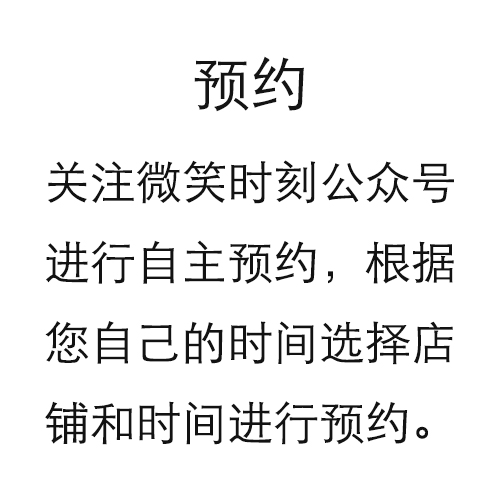 预约
关注微笑时刻公众号
进行自主预约，根据
您自己的时间选择店
铺和时间进行预约。